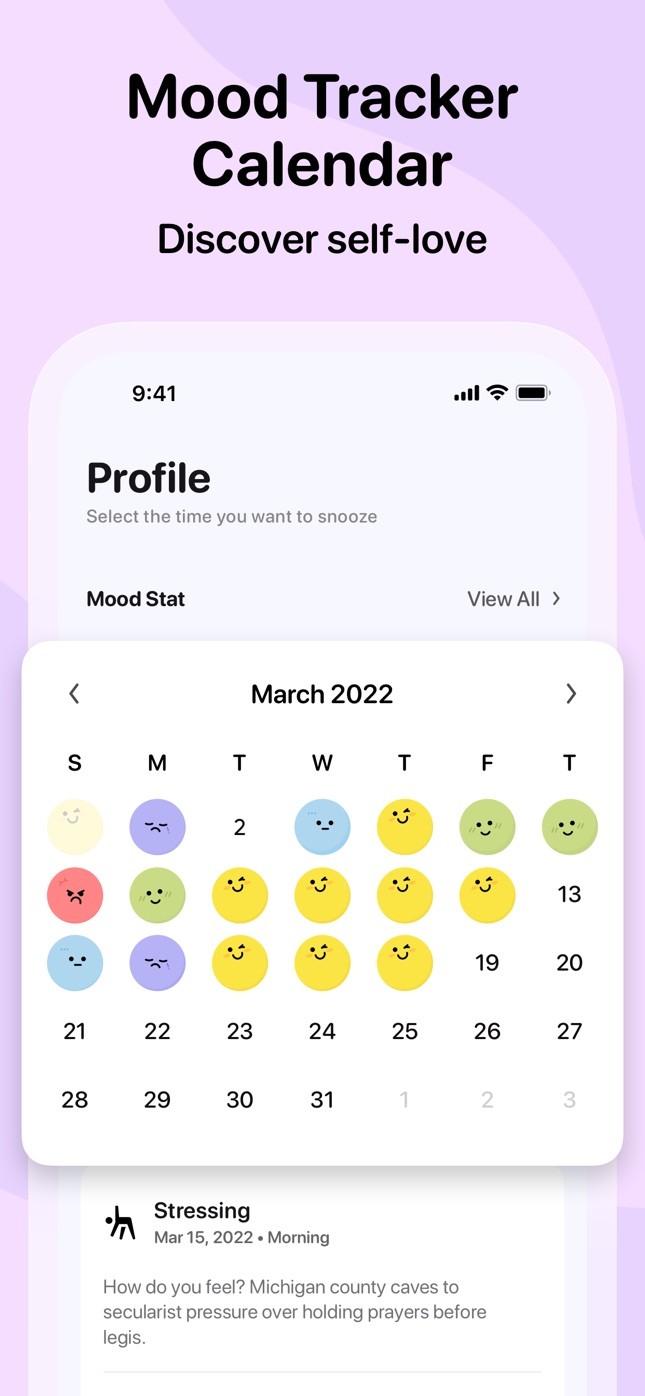 Mood Tracker
Calendar
Discover self-love
9:41
Profile
Select the time you want to snooze
Mood Stat
View All
March 2022
S M T W T F T
2
13
19 20
21 22 23 24 25 26 27
28 29 30 31 1 2 3
Stressing
Mar 15, 2022 • Morning
How do you feel? Michigan county caves to
secularist pressure over holding prayers before
legis.